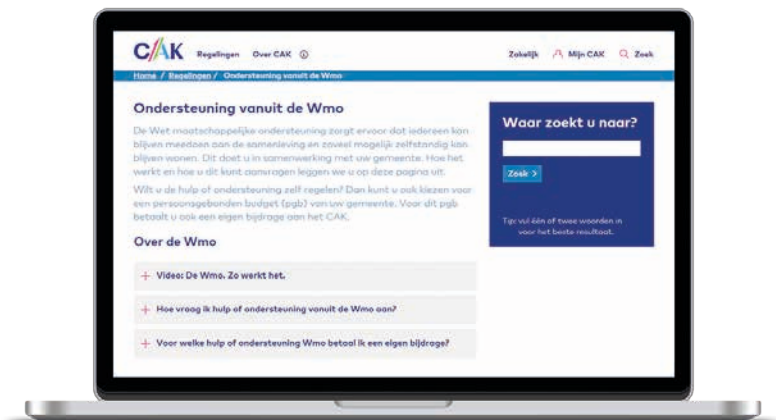 CAK Regelingen Over CAK Zakelijk Mijn CAK Zoek
Home / Regelingen / Ondersteuning vanuit de Wmo
Ondersteuning vanuit de Wmo
De Wet maatschappelijke ondersteuning zorgt ervoor dat iedereen kan
blijven meedoen aan de samenleving en zoveel mogelijk zelfstandig kan
blijven wonen. Dit doet u in samenwerking met uw gemeente. Hoe het
werkt en hoe u dit kunt aanvragen leggen we u op deze pagina uit.
Wilt u de hulp of ondersteuning zelf regelen? Dan kunt u ook kiezen voor
een persoonsgebonden budget (pgb) van uw gemeente. Voor dit pgb
betaalt u ook een eigen bijdrage aan het CAK.
Over de Wmo
+ Video: De Wmo. Zo werkt het.
+ Hoe vraag ik hulp of ondersteuning vanuit de Wmo aan?
+ Voor welke hulp of ondersteuning Wmo betaal ik een eigen bijdrage?
Waar zoekt u naar?
Zoek >
Tip: vul één of twee woorden in
voor het beste resultaat.